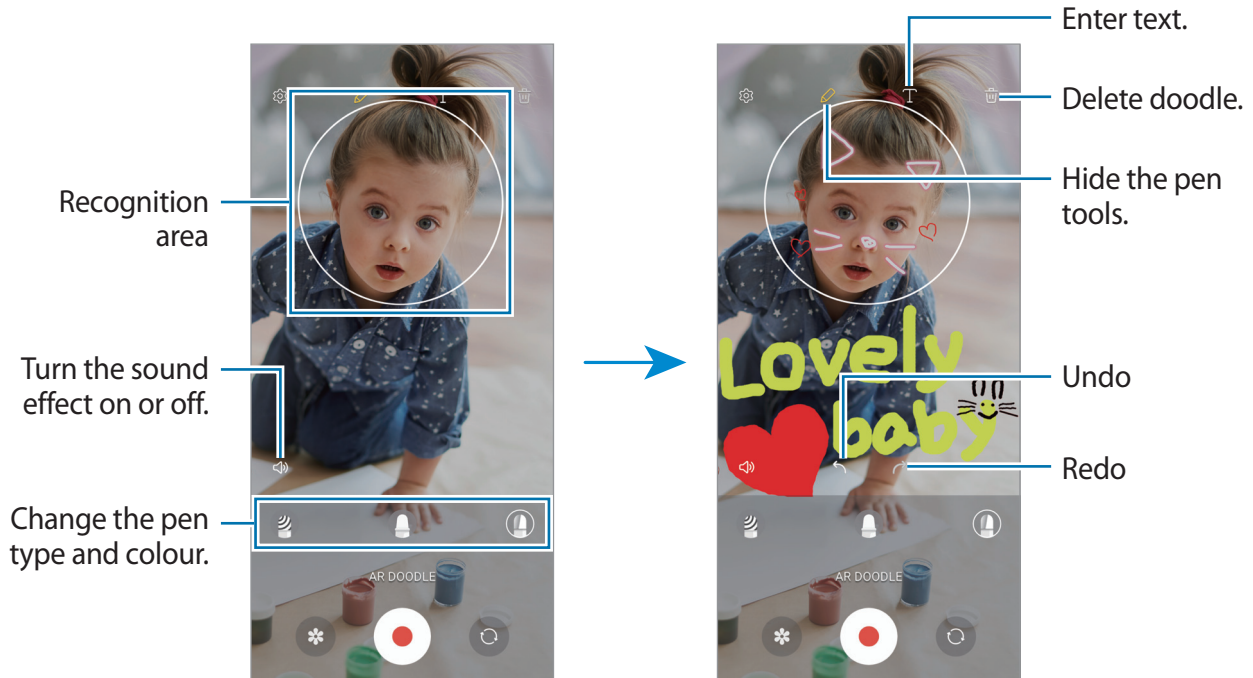 Enter text.
Delete doodle.
Hide the pen
tools.
Recognition
area
Turn the sound
effect on or off.
Lovely
baby
Undo
Redo
Change the pen
type and colour.
AR DOODLE
AR DOODLE